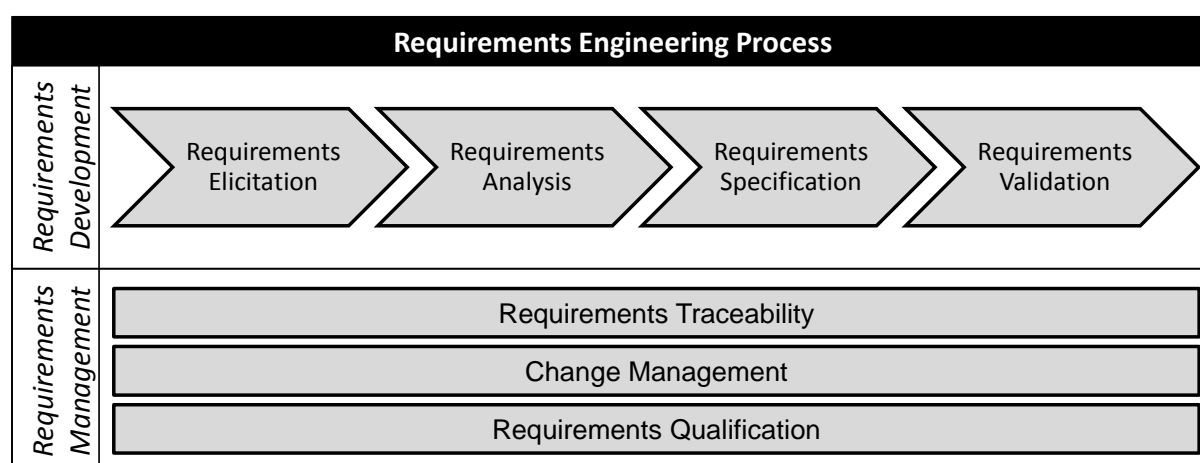 Requirements Engineering Process
Requirements
Development
Requirements
Elicitation
Requirements
Analysis
Requirements
Specification
Requirements
Validation
Requirements
Management
Requirements Traceability
Change Management
Requirements Qualification